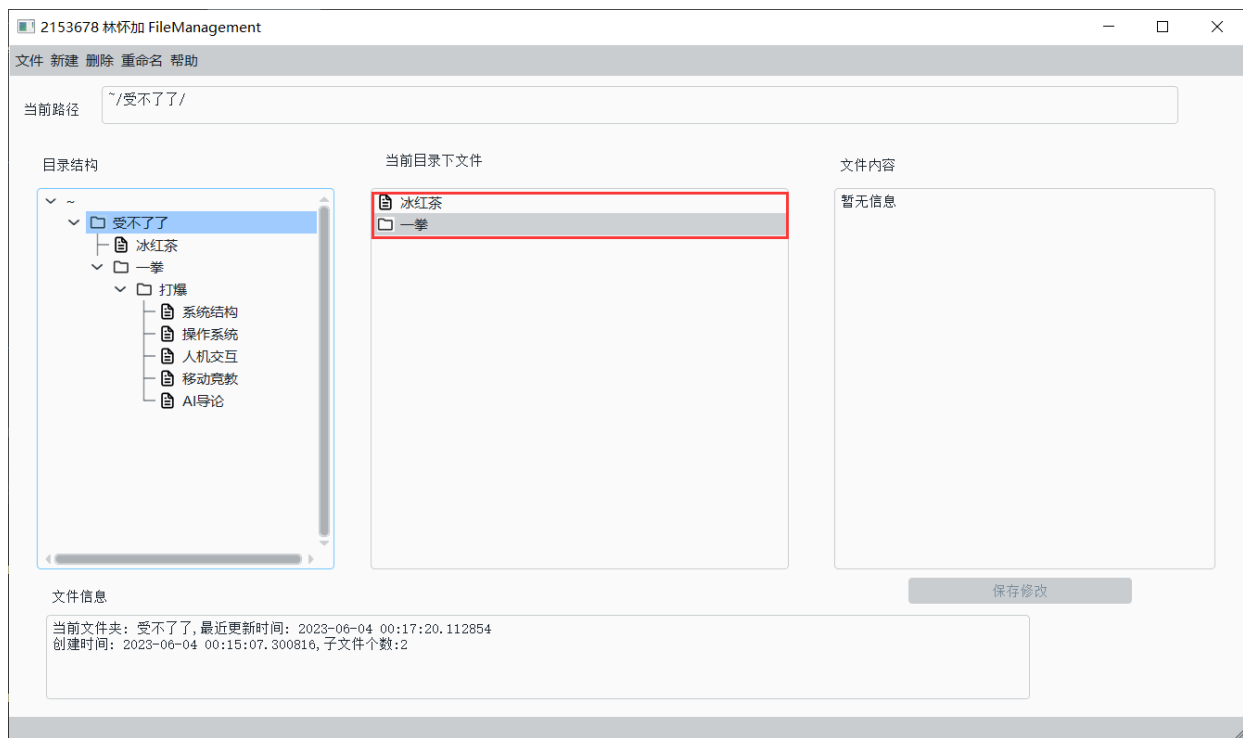 2153678 林怀加 FileManagement
文件 新建 删除 重命名 帮助
当前路径
~/受不了了/
目录结构
当前目录下文件
文件内容
~
受不了了
冰红茶
一拳
打爆
系统结构
操作系统
人机交互
移动竞教
AI导论
冰红茶
一拳
暂无信息
保存修改
文件信息
当前文件夹: 受不了了,最近更新时间: 2023-06-04 00:17:20.112854
创建时间: 2023-06-04 00:15:07.300816,子文件个数:2